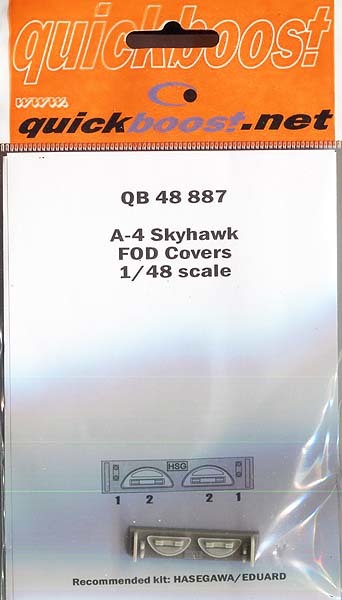 quickboost
www.
quickboost.net
QB 48 887
A-4 Skyhawk
FOD Covers
1/48 scale
HSG
1 2 2 1
Recommended kit: HASEGAWA/EDUARD